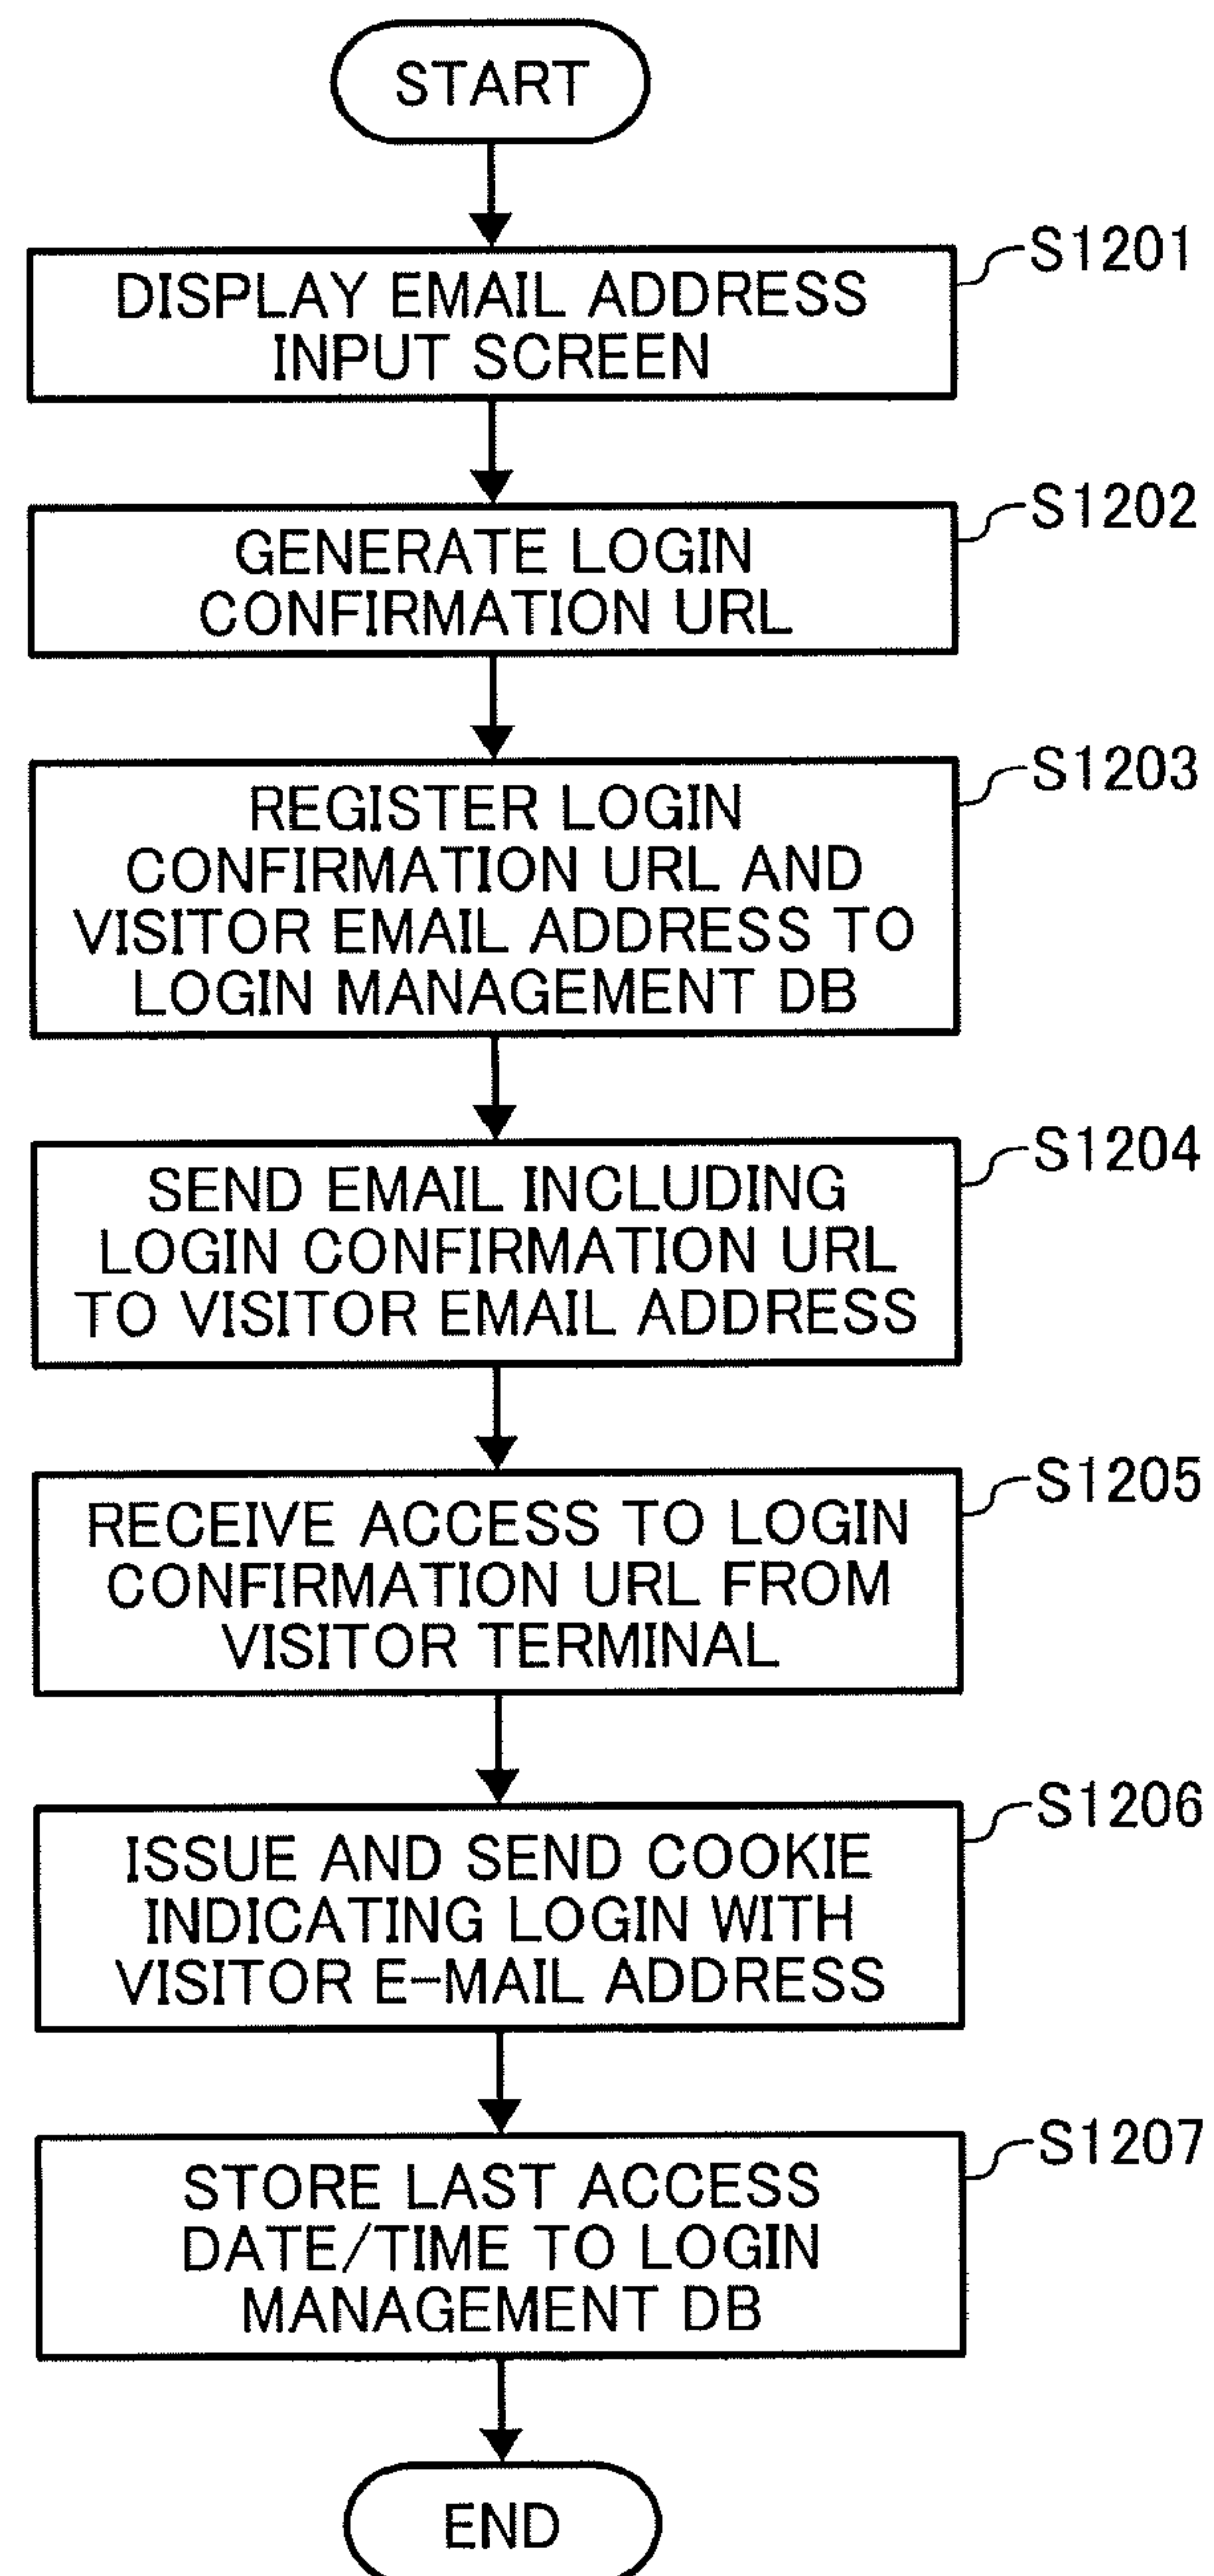 START
S1201
DISPLAY EMAIL ADDRESS
INPUT SCREEN
S1202
GENERATE LOGIN
CONFIRMATION URL
S1203
REGISTER LOGIN
CONFIRMATION URL AND
VISITOR EMAIL ADDRESS TO
LOGIN MANAGEMENT DB
S1204
SEND EMAIL INCLUDING
LOGIN CONFIRMATION URL
TO VISITOR EMAIL ADDRESS
S1205
RECEIVE ACCESS TO LOGIN
CONFIRMATION URL FROM
VISITOR TERMINAL
S1206
ISSUE AND SEND COOKIE
INDICATING LOGIN WITH
VISITOR E-MAIL ADDRESS
S1207
STORE LAST ACCESS
DATE/TIME TO LOGIN
MANAGEMENT DB
END